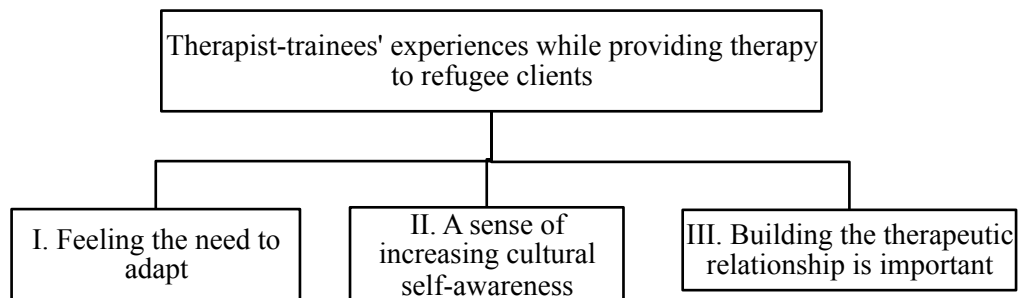 Therapist-trainees' experiences while providing therapy
to refugee clients
I. Feeling the need to
adapt
II. A sense of
increasing cultural
self-awareness
III. Building the therapeutic
relationship is important